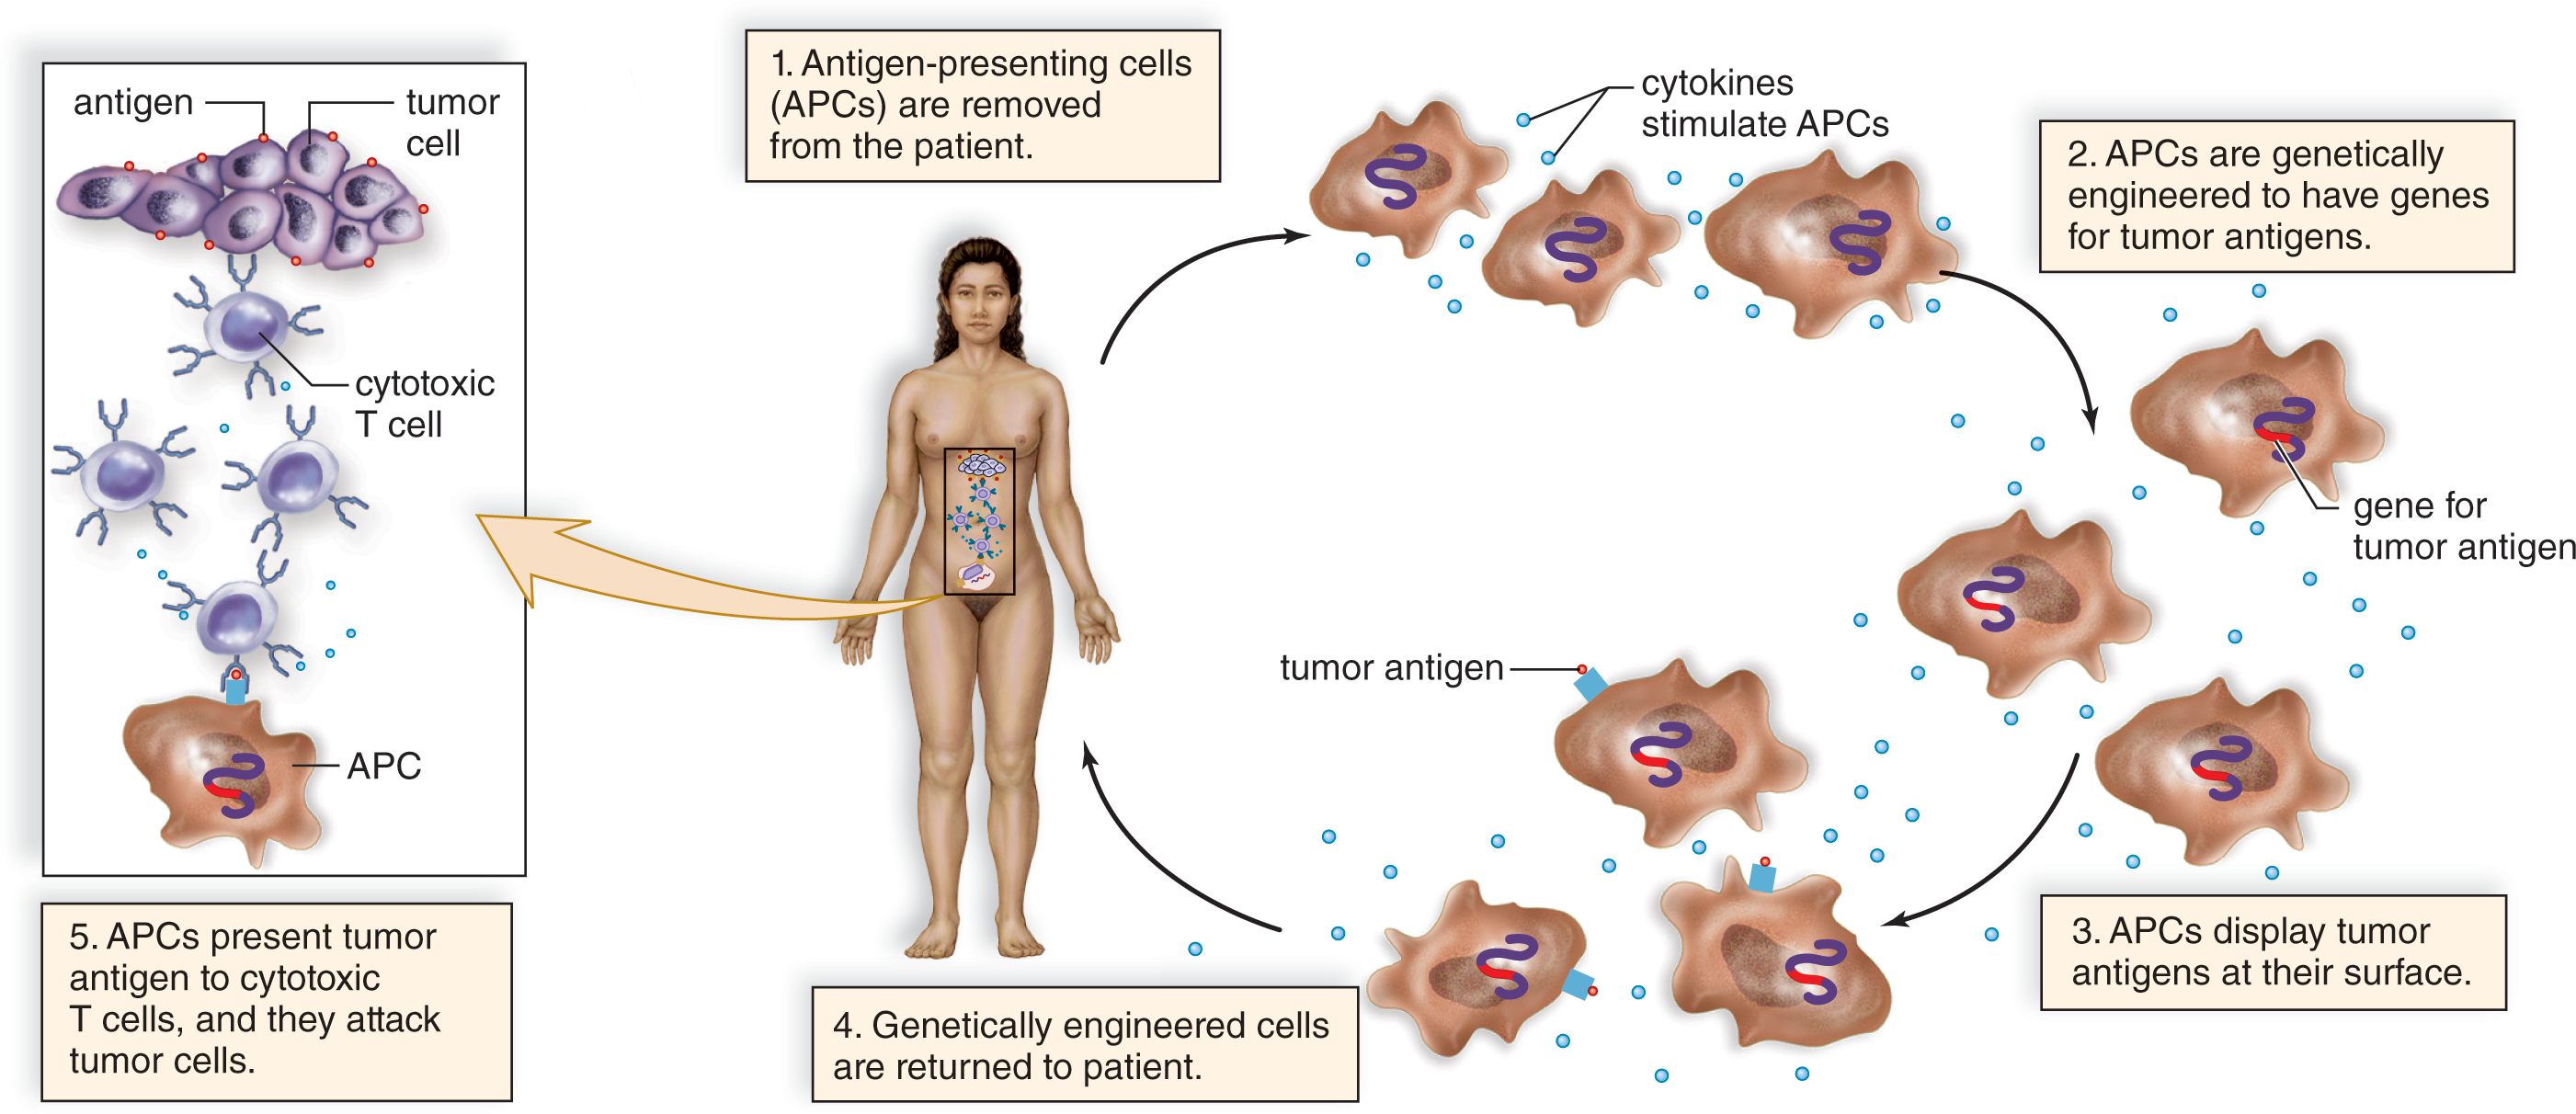 antigen
tumor
cell
cytotoxic
T cell
APC
5. APCs present tumor
antigen to cytotoxic
T cells, and they attack
tumor cells.
1. Antigen-presenting cells
(APCs) are removed
from the patient.
cytokines
stimulate APCs
2. APCs are genetically
engineered to have genes
for tumor antigens.
gene for
tumor antigen
3. APCs display tumor
antigens at their surface.
tumor antigen
4. Genetically engineered cells
are returned to patient.